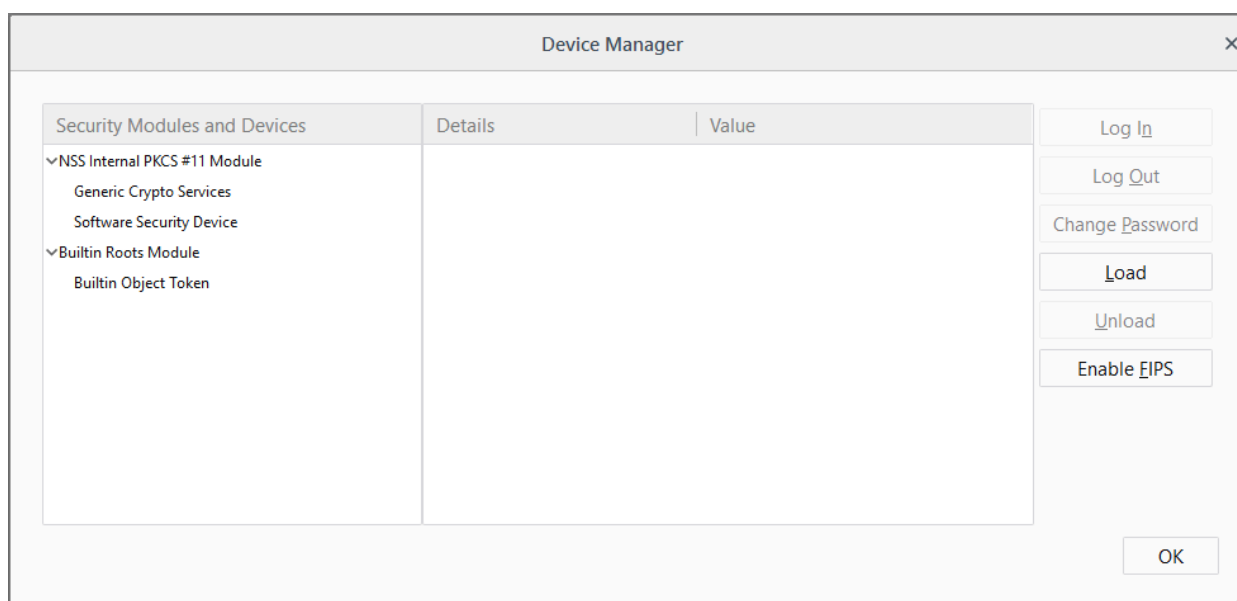 Device Manager
Security Modules and Devices
Details
Value
NSS Internal PKCS #11 Module
Generic Crypto Services
Software Security Device
Builtin Roots Module
Builtin Object Token
Log In
Log Out
Change Password
Load
Unload
Enable FIPS
OK